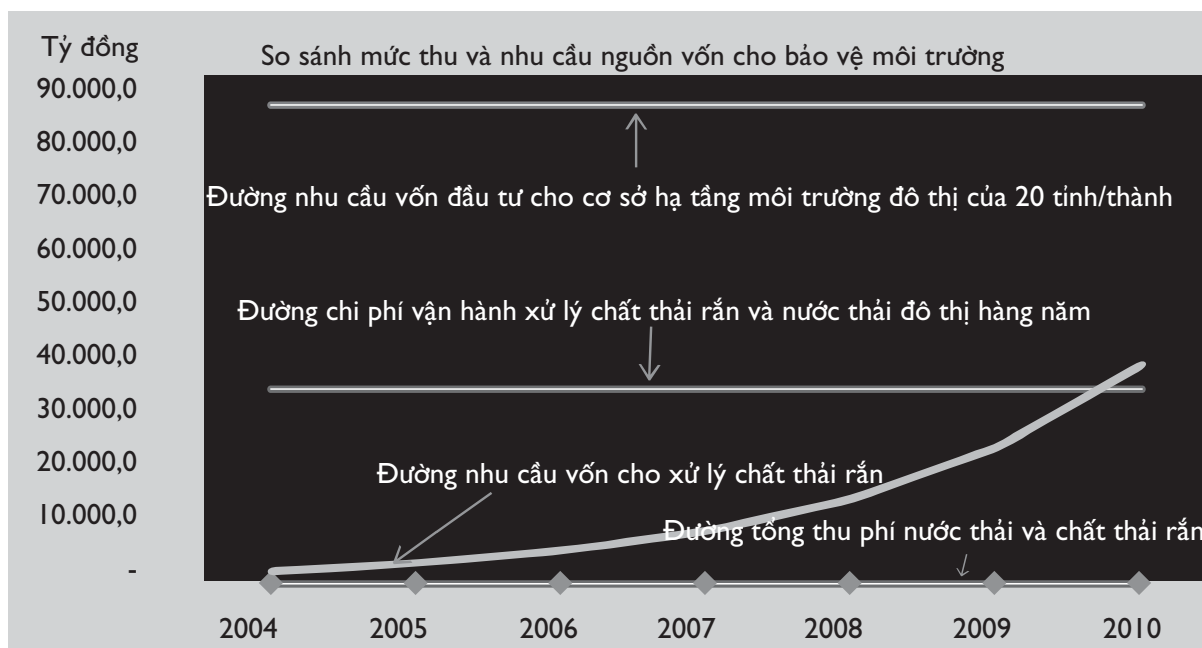 Tỷ đồng
So sánh mức thu và nhu cầu nguồn vốn cho bảo vệ môi trường
90.000,0
80.000,0
70.000,0
60.000,0
50.000,0
40.000,0
30.000,0
20.000,0
10.000,0
-
Đường nhu cầu vốn đầu tư cho cơ sở hạ tầng môi trường đô thị của 20 tỉnh/thành
Đường chi phí vận hành xử lý chất thải rắn và nước thải đô thị hàng năm
Đường nhu cầu vốn cho xử lý chất thải rắn
Đường tổng thu phí nước thải và chất thải rắn
2004 2005 2006 2007 2008 2009 2010